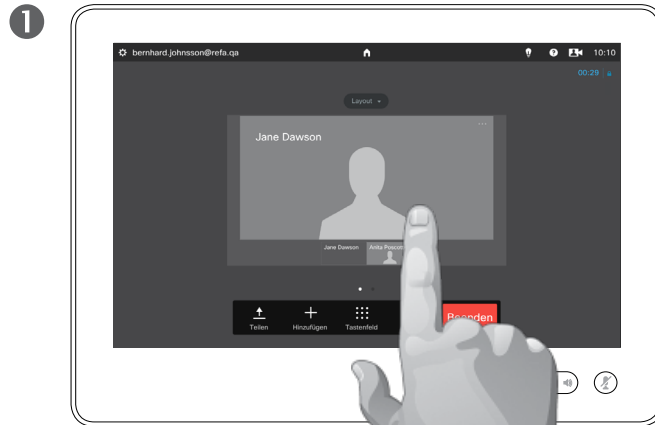 1
bernhard.johnsson@refa.qa
10:10
00:29
Layout
Jane Dawson
Jane Dawson
Teilen
Hinzufügen
Tastenfeld
Beenden